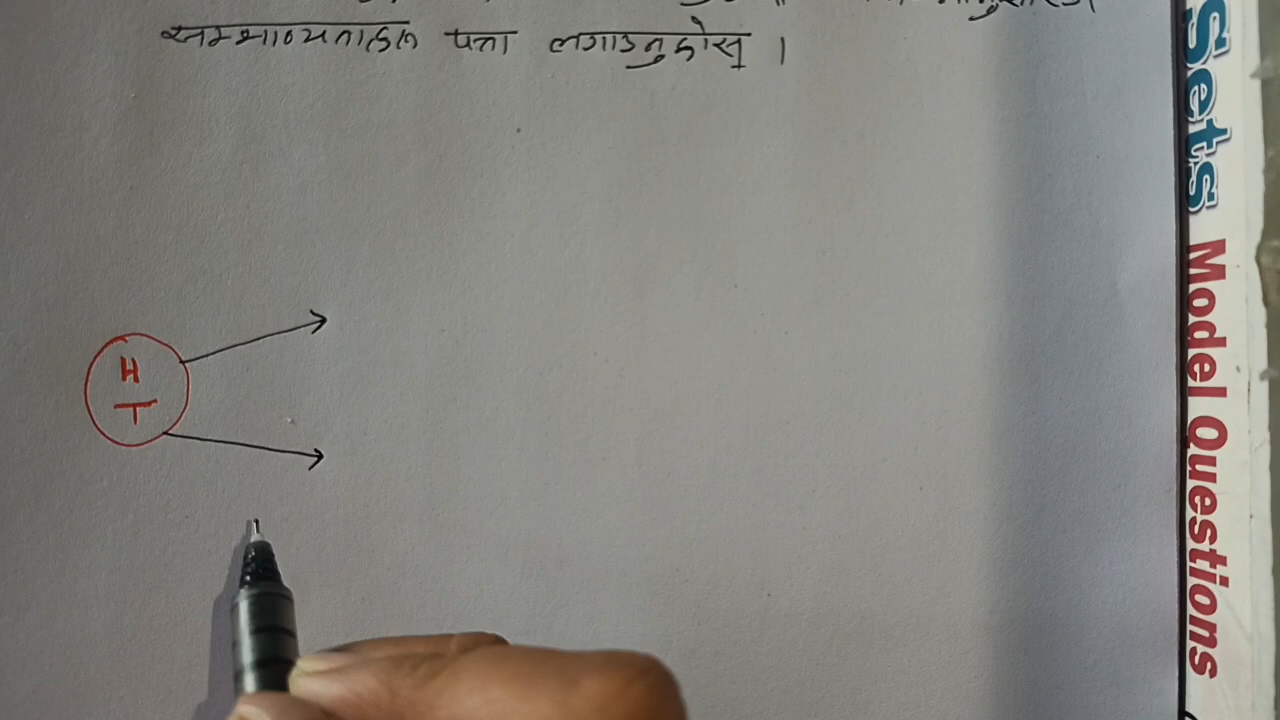 सम्भाव्यताहरू पत्ता लगाउनुहोस् ।
H
T
Sets Model Questions